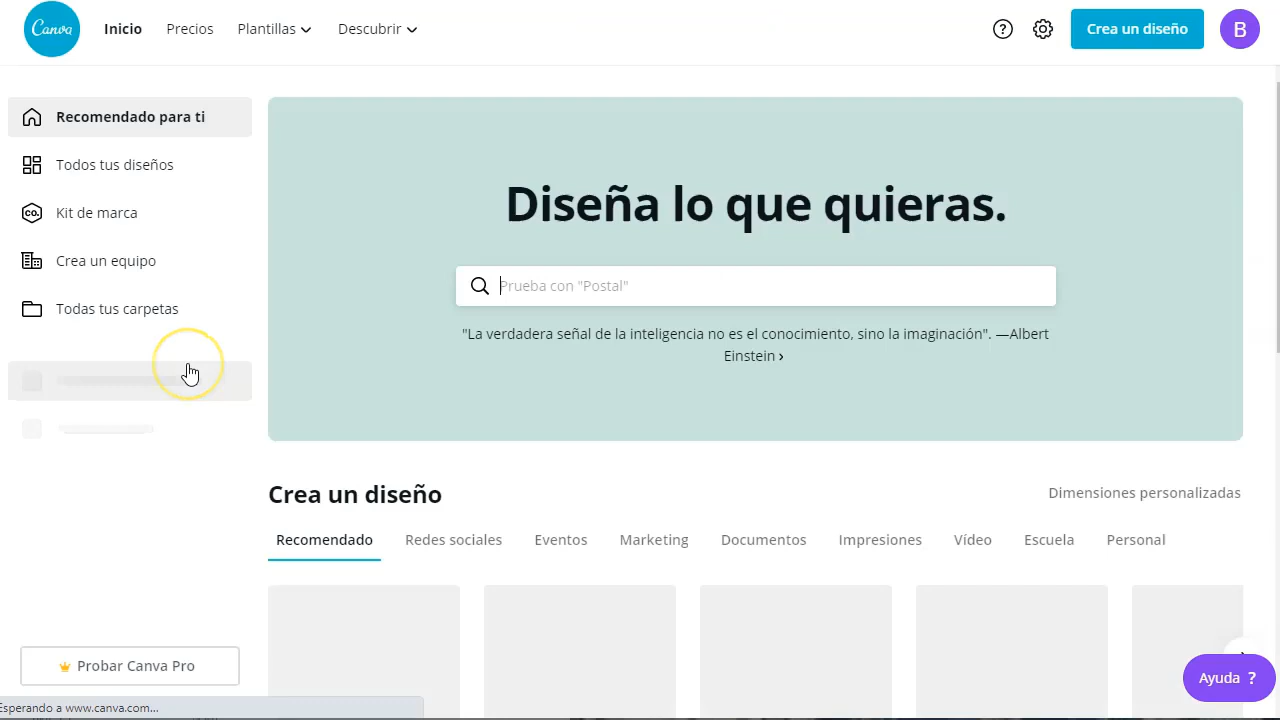 Canva
Inicio
Precios
Plantillas
Descubrir
Crea un diseño
B
Recomendado para ti
Todos tus diseños
CO.
Kit de marca
Crea un equipo
Todas tus carpetas
Diseña lo que quieras.
Prueba con "Postal"
"La verdadera señal de la inteligencia no es el conocimiento, sino la imaginación". —Albert
Einstein ›
Crea un diseño
Dimensiones personalizadas
Recomendado
Redes sociales
Eventos
Marketing
Documentos
Impresiones
Vídeo
Escuela
Personal
Probar Canva Pro
Ayuda ?
Esperando a www.canva.com...